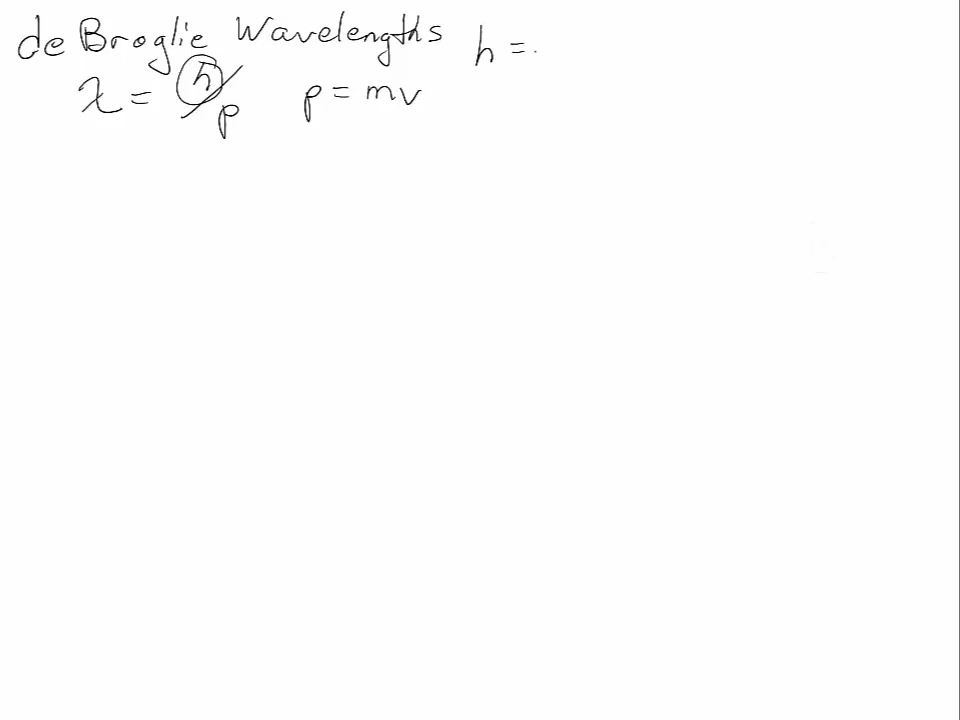 de Broglie Wavelengths h =
λ = h/p p = mv